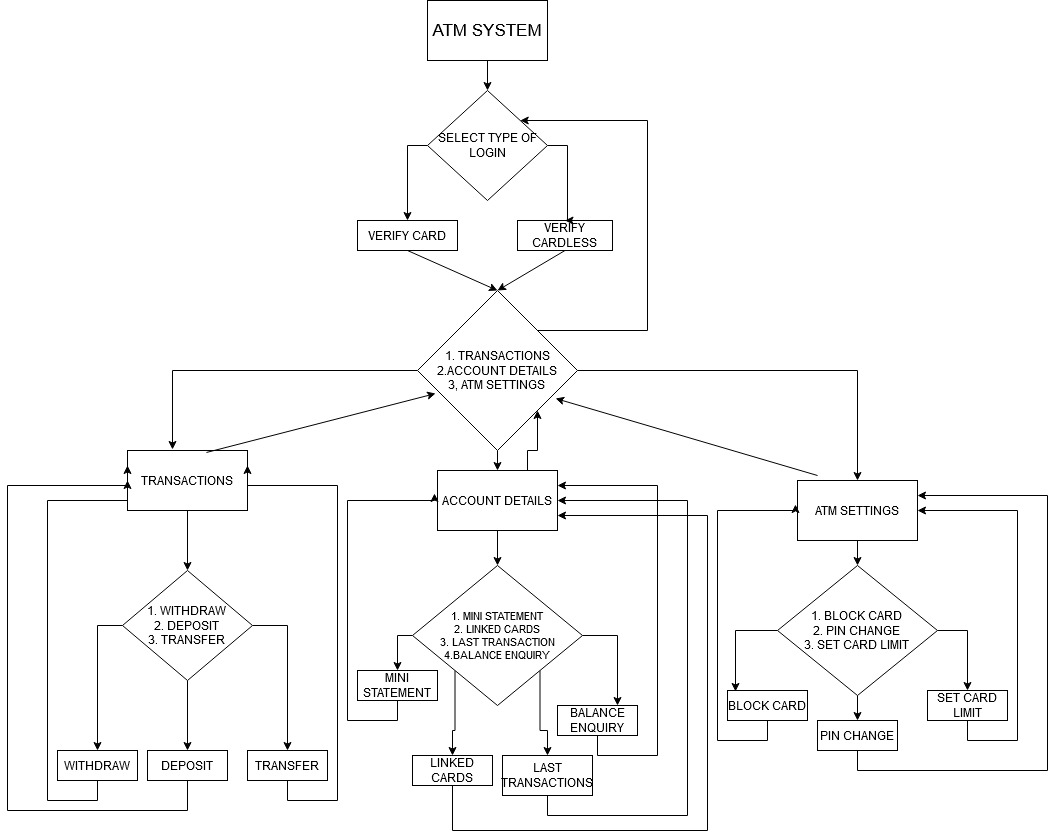 ATM SYSTEM
SELECT TYPE OF
LOGIN
VERIFY CARD
VERIFY
CARDLESS
1. TRANSACTIONS
2.ACCOUNT DETAILS
3, ATM SETTINGS
TRANSACTIONS
ACCOUNT DETAILS
ATM SETTINGS
1. WITHDRAW
2. DEPOSIT
3. TRANSFER
1. MINI STATEMENT
2. LINKED CARDS
3. LAST TRANSACTION
4.BALANCE ENQUIRY
1. BLOCK CARD
2. PIN CHANGE
3. SET CARD LIMIT
MINI
STATEMENT
BALANCE
ENQUIRY
BLOCK CARD
SET CARD
LIMIT
PIN CHANGE
WITHDRAW
DEPOSIT
TRANSFER
LINKED
CARDS
LAST
TRANSACTIONS